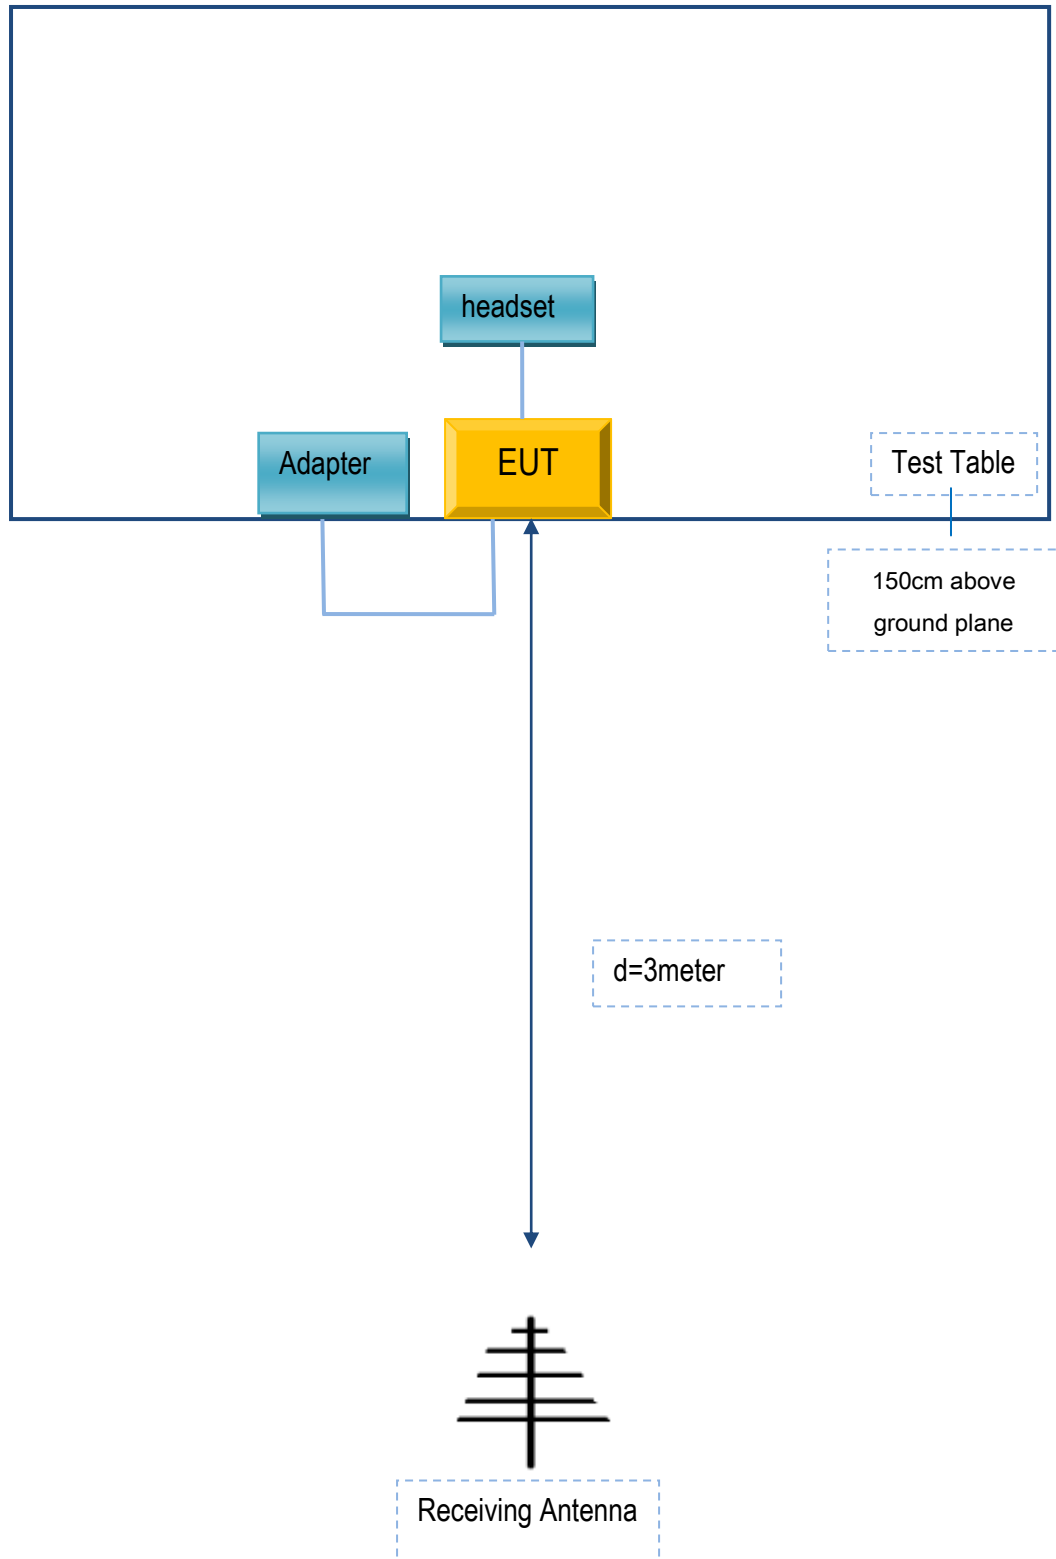 headset
Adapter
EUT
Test Table
150cm above
ground plane
d=3meter
Receiving Antenna